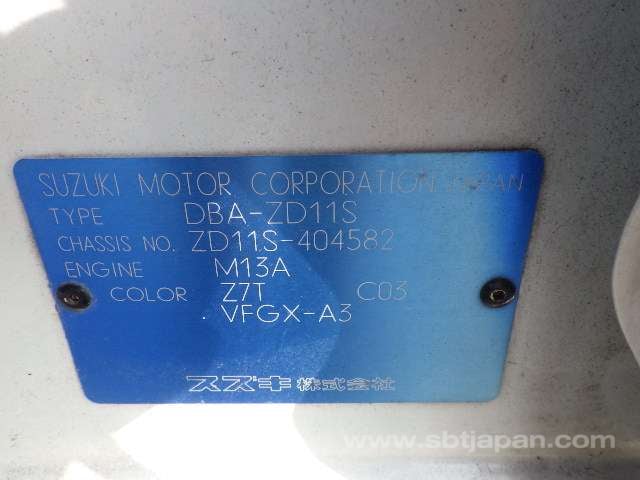 SUZUKI MOTOR CORPORATION JAPAN
TYPE DBA-ZD11S
CHASSIS NO. ZD11S-404582
ENGINE M13A
COLOR Z7T C03
VFGX-A3
スズキ株式会社
www.sbtjapan.com